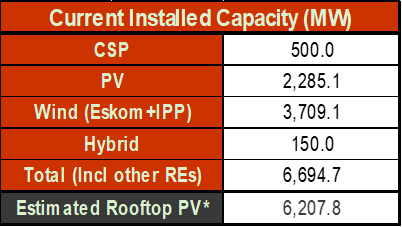 Current Installed Capacity (MW)
CSP 500.0
PV 2,285.1
Wind (Eskom+IPP) 3,709.1
Hybrid 150.0
Total (Incl other REs) 6,694.7
Estimated Rooftop PV* 6,207.8